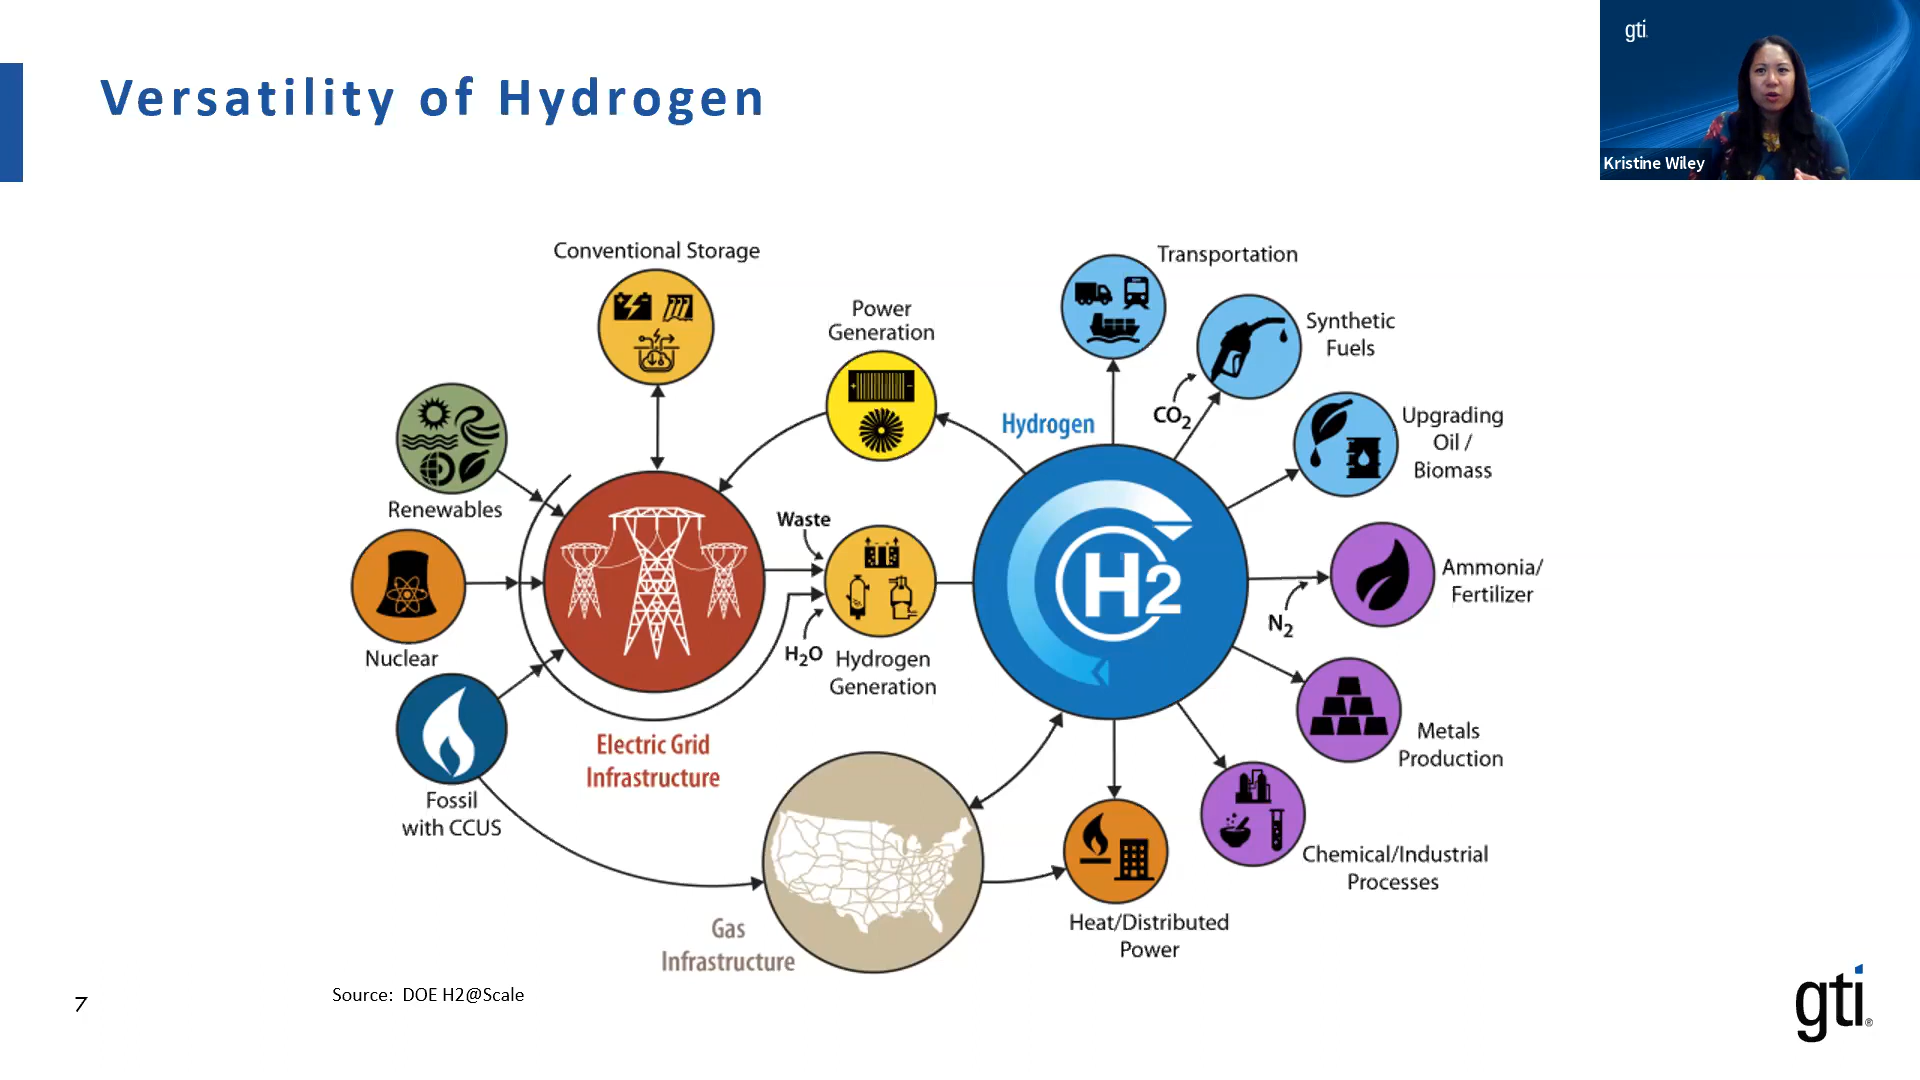 Versatility of Hydrogen
gti
Kristine Wiley
Conventional Storage
Transportation
Power
Generation
Synthetic
Fuels
Hydrogen
CO2
Upgrading
Oil /
Biomass
Renewables
Waste
H2
Ammonia/
Fertilizer
N2
Nuclear
H2O
Hydrogen
Generation
Metals
Production
Electric Grid
Infrastructure
Fossil
with CCUS
Chemical/Industrial
Processes
Gas
Infrastructure
Heat/Distributed
Power
Source: DOE H2@Scale
7
gti®